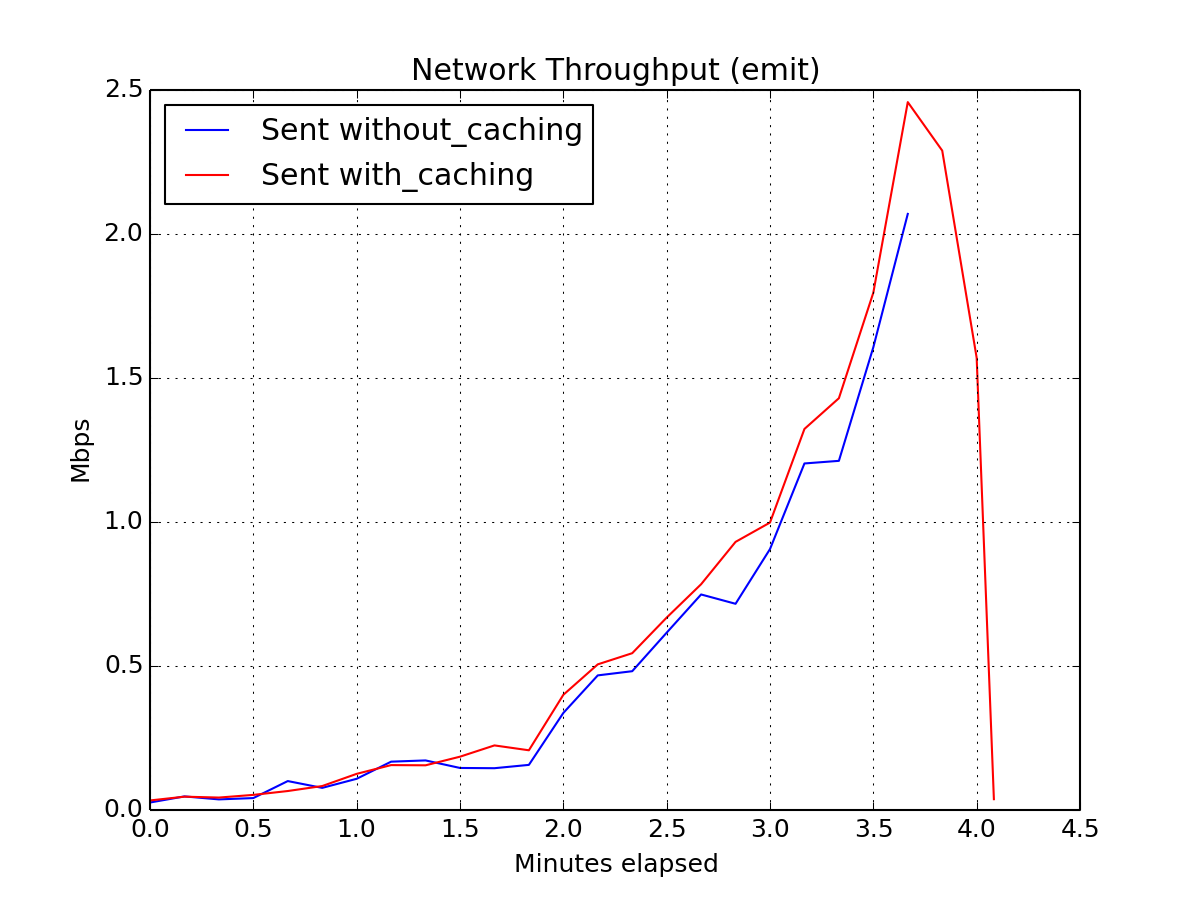 Network Throughput (emit)
2.5
Sent without_caching
Sent with_caching
2.0
1.5
Mbps
1.0
0.5
0.0
0.0 0.5 1.0 1.5 2.0 2.5 3.0 3.5 4.0 4.5
Minutes elapsed